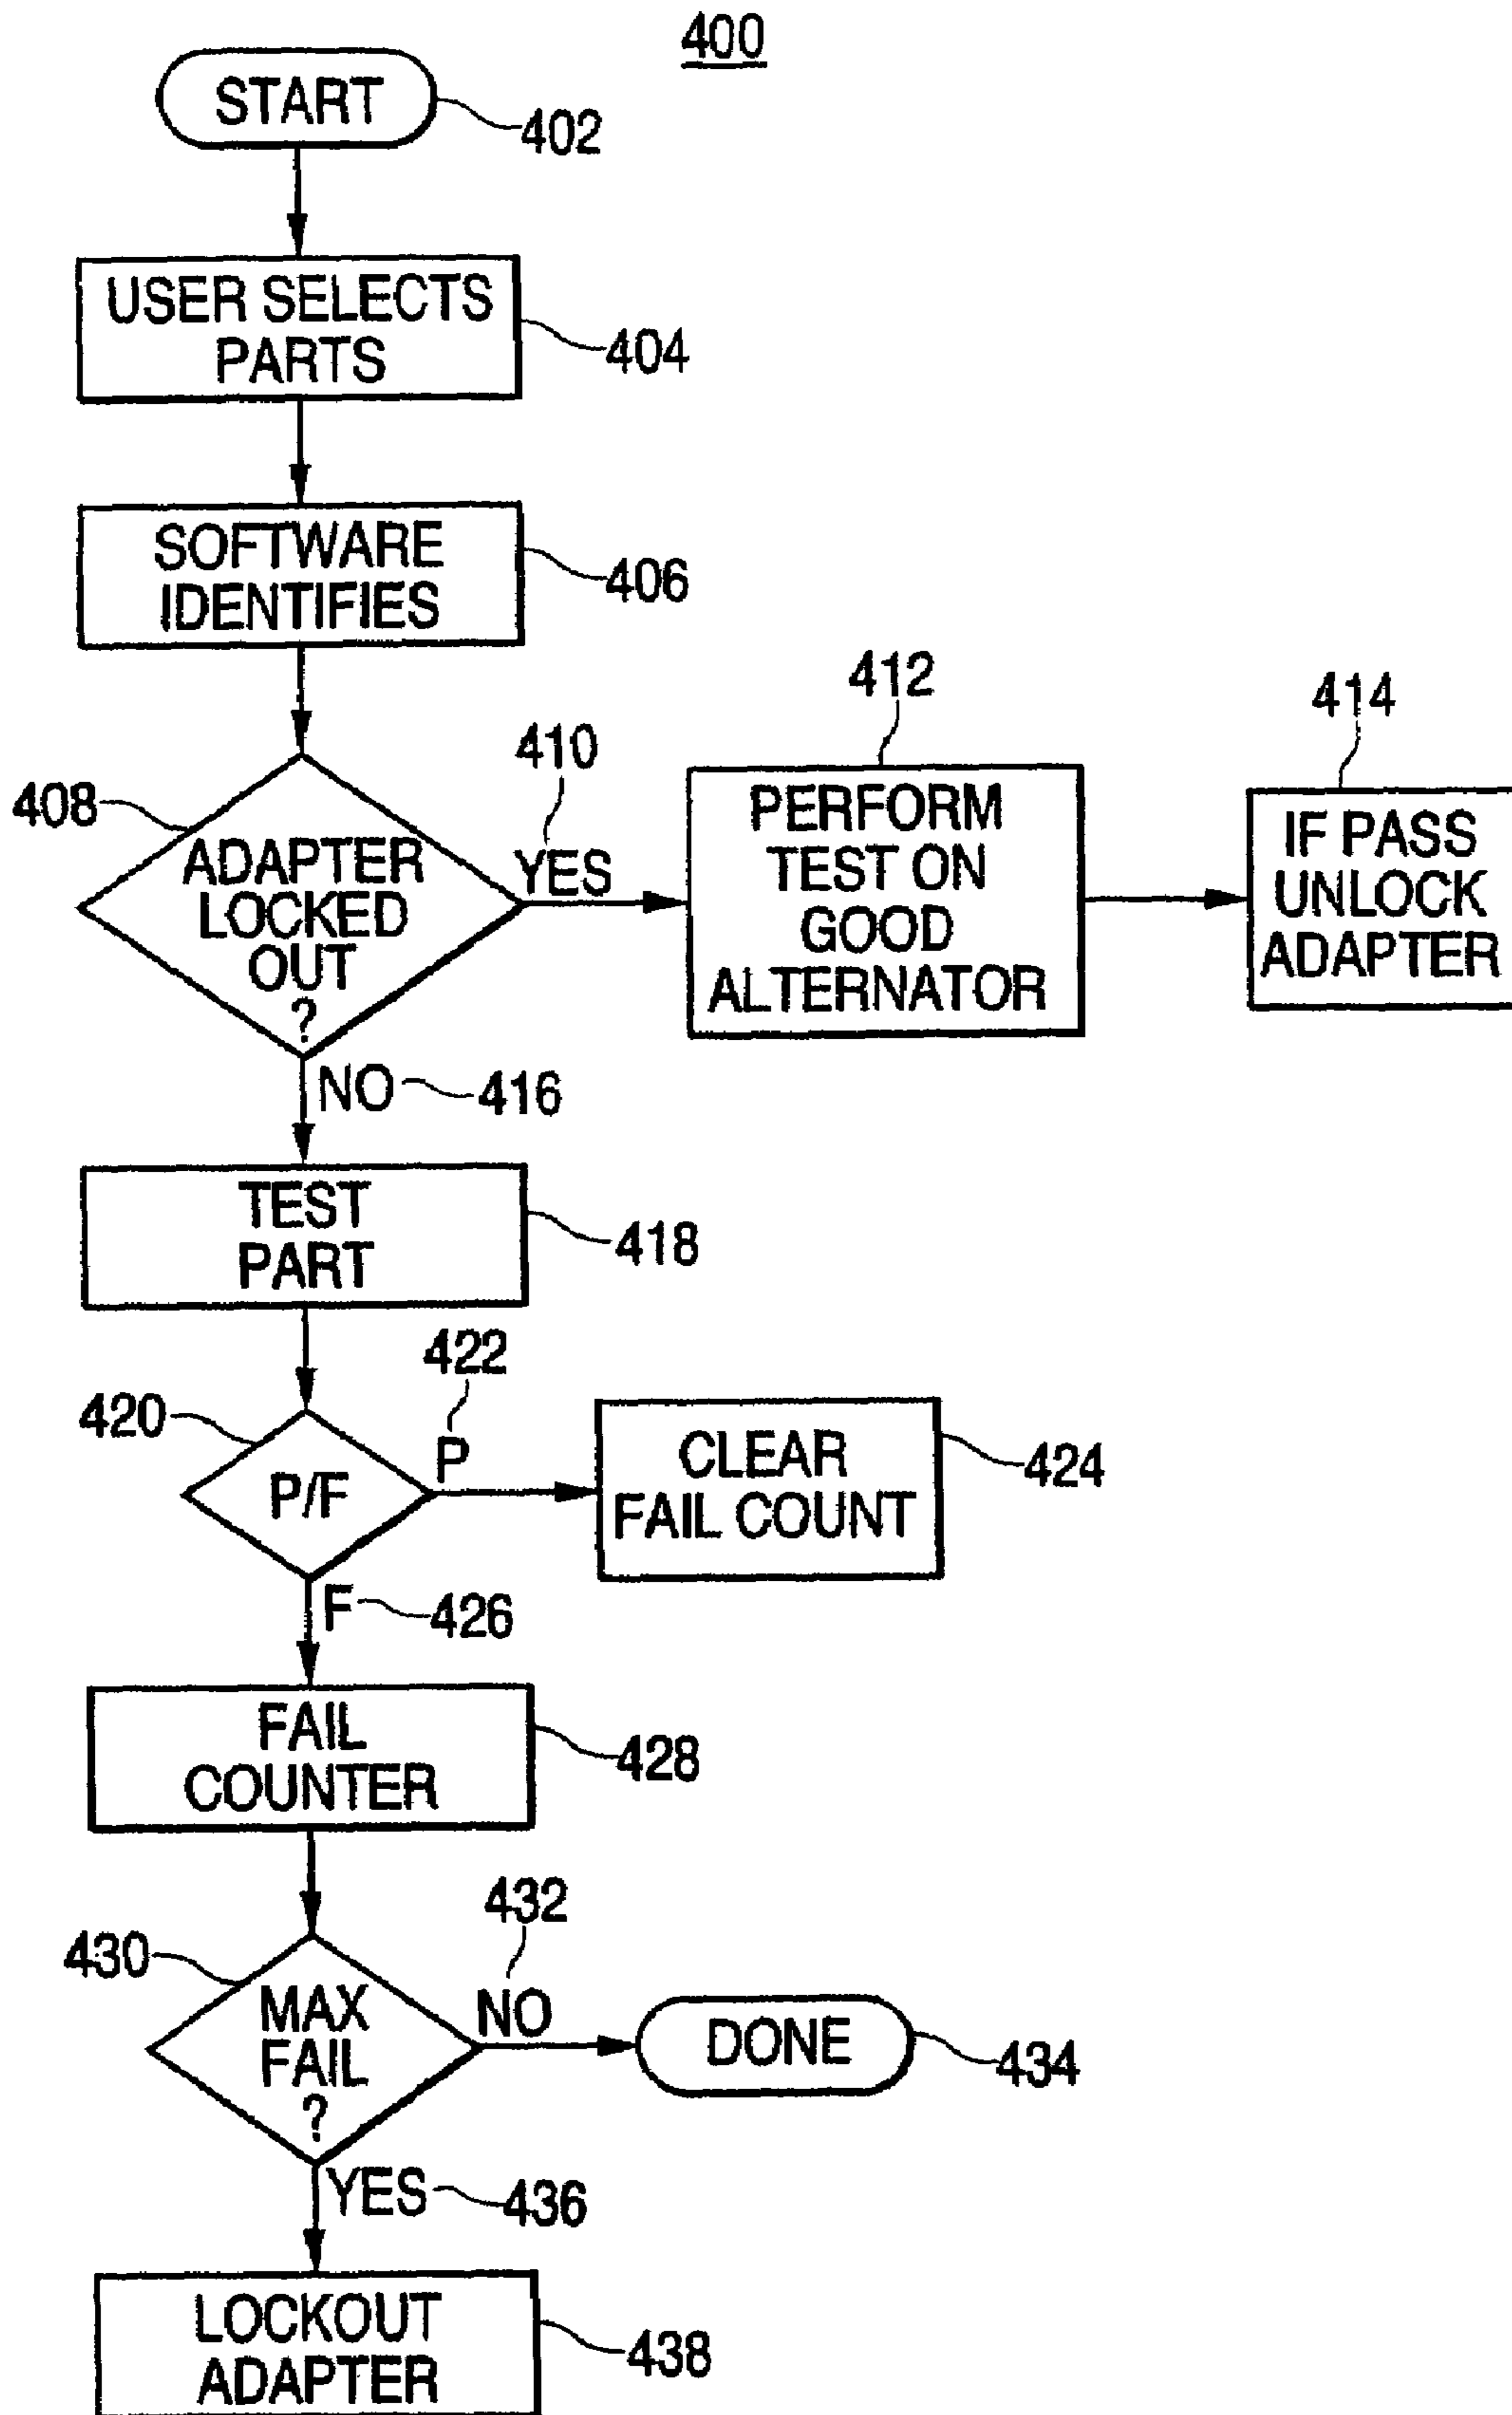 400
START
402
USER SELECTS
PARTS
404
SOFTWARE
IDENTIFIES
406
408
ADAPTER
LOCKED
OUT
?
410
YES
412
PERFORM
TEST ON
GOOD
ALTERNATOR
414
IF PASS
UNLOCK
ADAPTER
NO
416
TEST
PART
418
420
P/F
422
P
CLEAR
FAIL COUNT
424
F
426
FAIL
COUNTER
428
430
MAX
FAIL
?
432
NO
DONE
434
YES
436
LOCKOUT
ADAPTER
438